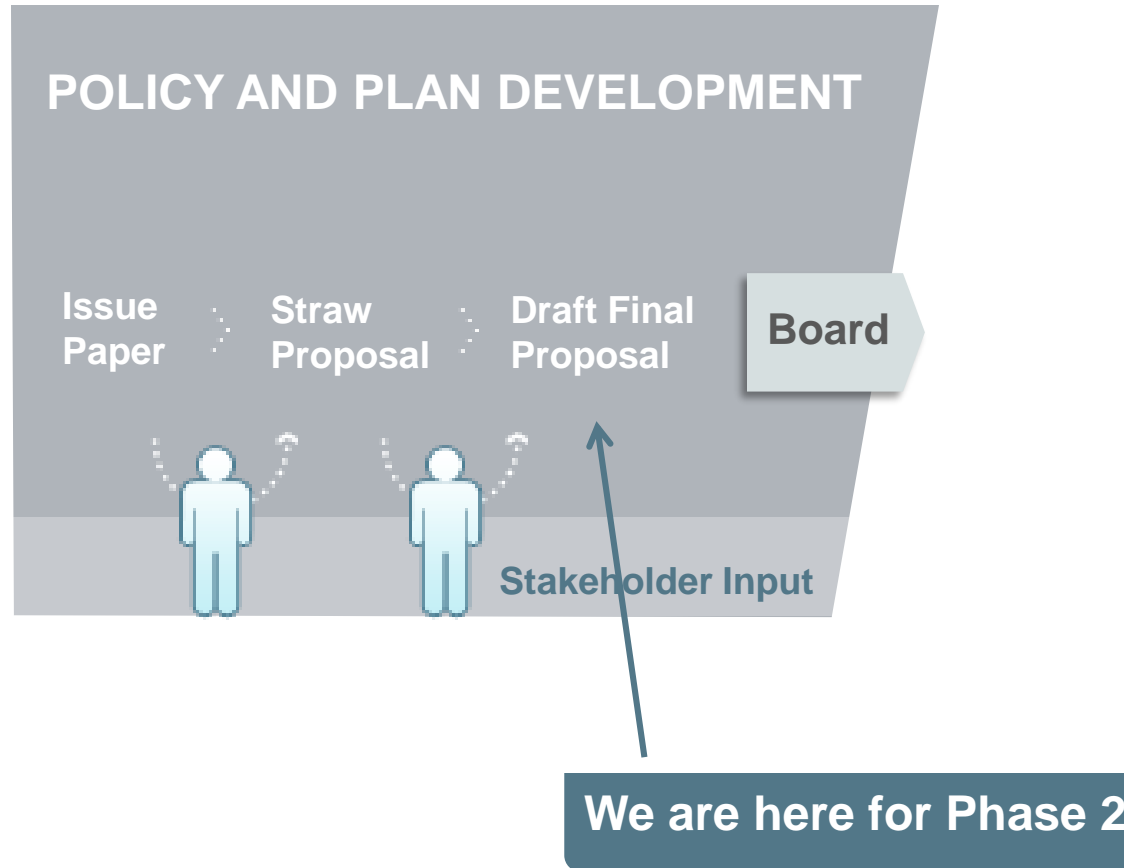 POLICY AND PLAN DEVELOPMENT
Issue
Paper
Straw
Proposal
Draft Final
Proposal
Board
Stakeholder Input
We are here for Phase 2